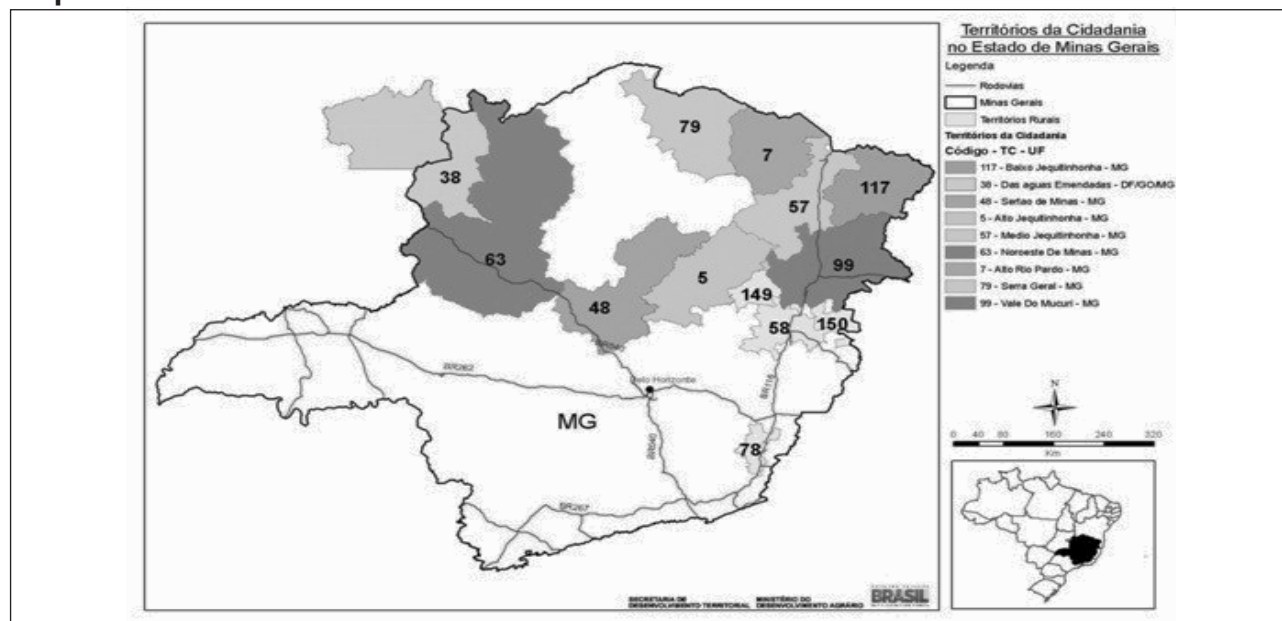 Territórios da Cidadania
no Estado de Minas Gerais
Legenda
Rodovias
Minas Gerais
Territórios Rurais
Territórios da Cidadania
Código - TC - UF
117 - Baixo Jequitinhonha - MG
38 - Das aguas Emendadas - DF/GO/MG
48 - Sertao de Minas - MG
5 - Alto Jequitinhonha - MG
57 - Medio Jequitinhonha - MG
63 - Noroeste De Minas - MG
7 - Alto Rio Pardo - MG
79 - Serra Geral - MG
99 - Vale Do Mucuri - MG
79
7
38
117
57
63
99
5
149
48
58
150
BR262
Belo Horizonte
BR116
MG
BR040
78
BR267
N
0 40 80 160 240 320
Km
SECRETARIA DE
DESENVOLVIMENTO TERRITORIAL
MINISTÉRIO DO
DESENVOLVIMENTO AGRÁRIO
BRASIL